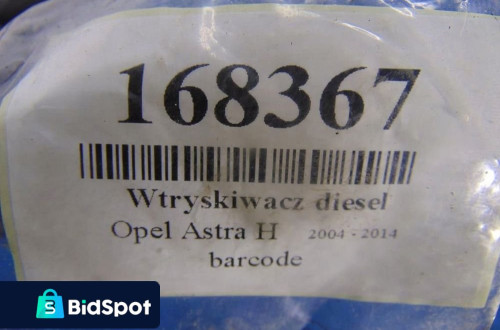 168367
Wtryskiwacz diesel
Opel Astra H 2004 - 2014
barcode
BidSpot